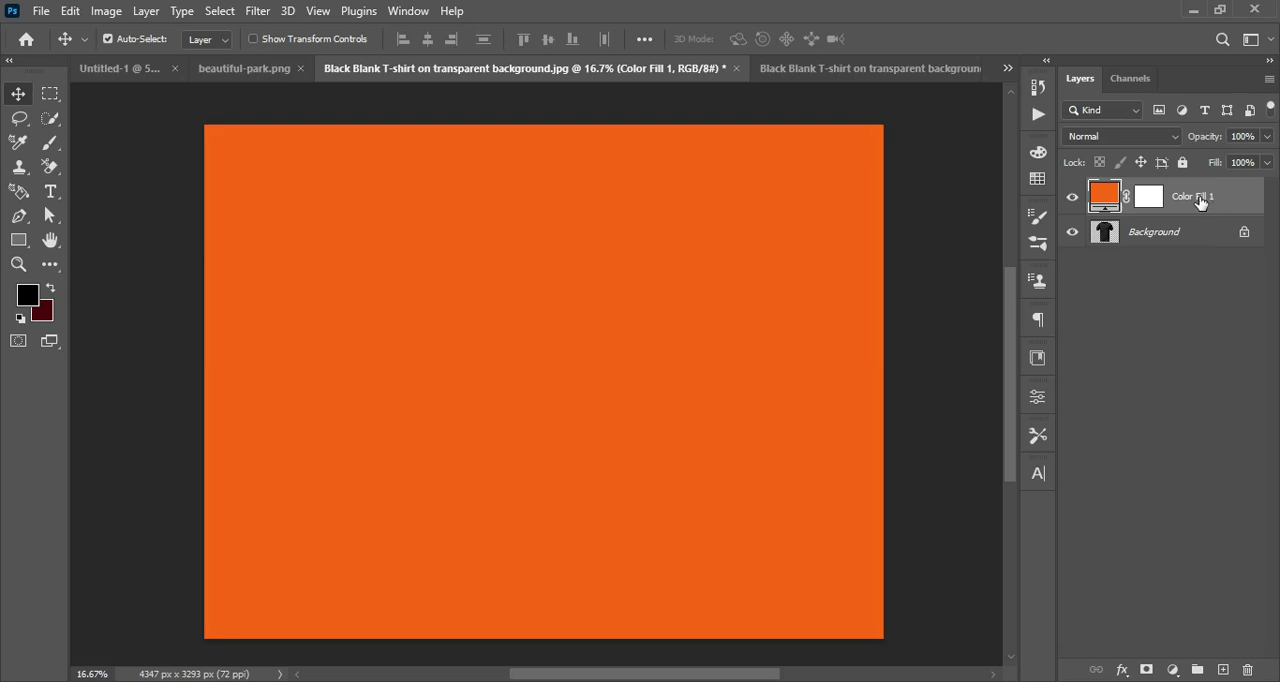 Ps File Edit Image Layer Type Select Filter 3D View Plugins Window Help
Auto-Select: Layer Show Transform Controls 3D Mode:
Untitled-1 @ 5... × beautiful-park.png × Black Blank T-shirt on transparent background.jpg @ 16.7% (Color Fill 1, RGB/8#) * × Black Blank T-shirt on transparent background
Layers Channels
Kind
Normal Opacity: 100%
Lock: Fill: 100%
Color Fill 1
Background
16.67% 4347 px x 3293 px (72 ppi)